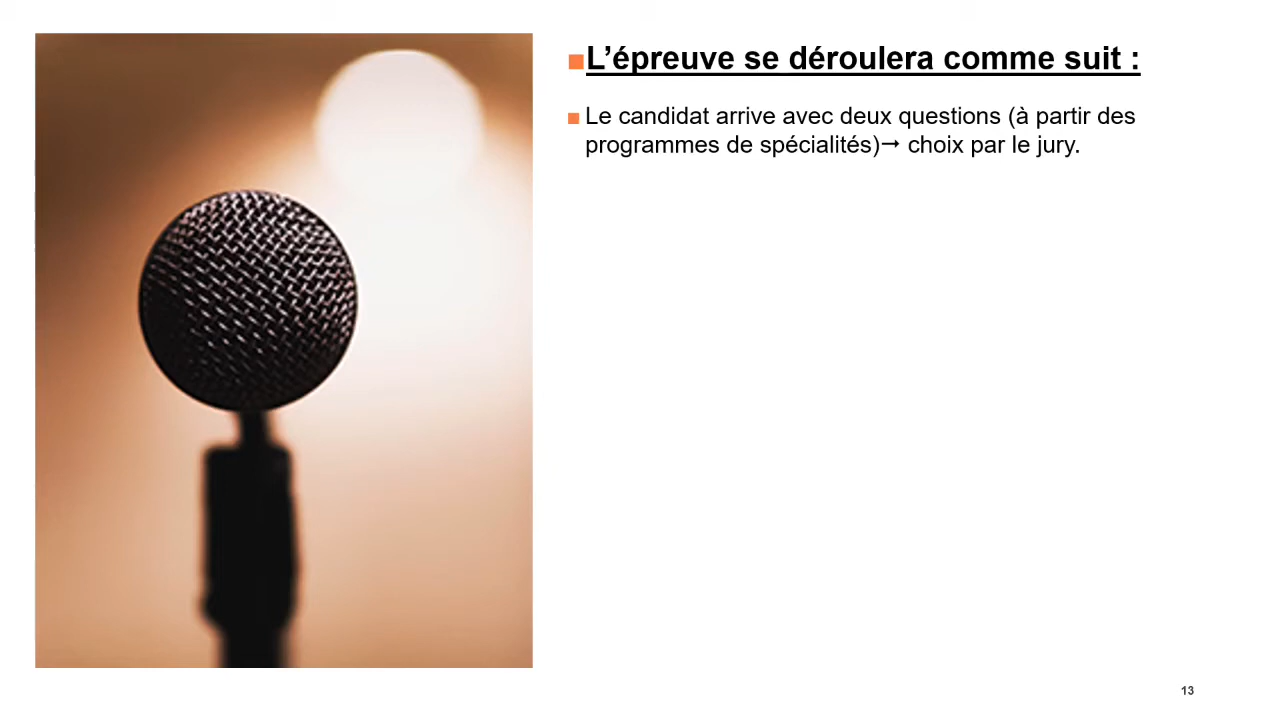 L’épreuve se déroulera comme suit :
Le candidat arrive avec deux questions (à partir des
programmes de spécialités)→ choix par le jury.
13